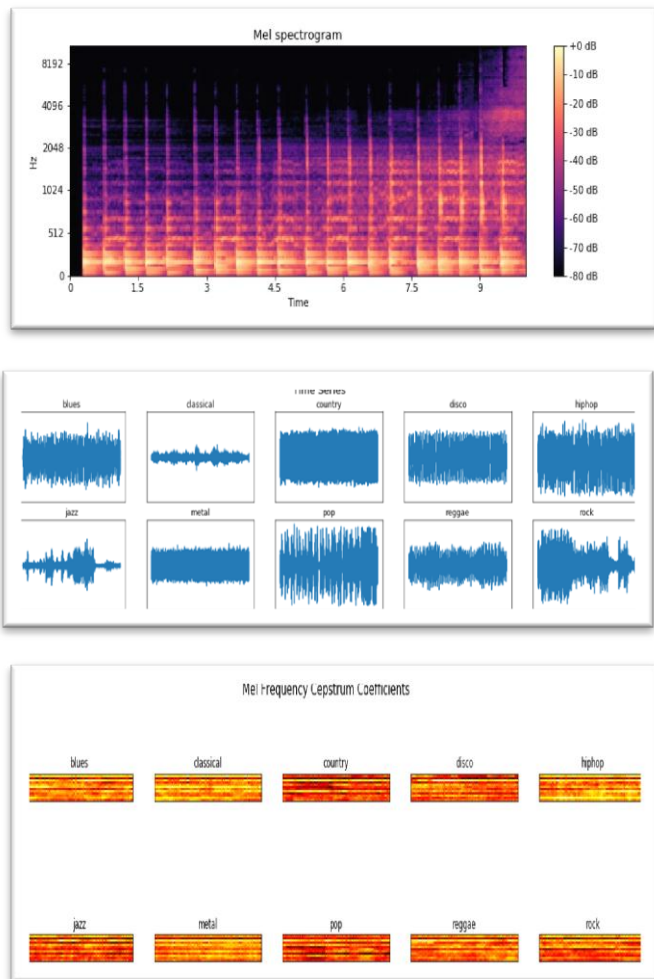 Mel spectrogram
+0 dB
8192
-10 dB
-20 dB
4096
-30 dB
2048
-40 dB
Hz
1024
-50 dB
-60 dB
512
-70 dB
0
-80 dB
0 1.5 3 4.5 6 7.5 9
Time
Time Series
blues classical country disco hiphop
jazz metal pop reggae rock
Mel Frequency Cepstrum Coefficients
blues classical country disco hiphop
jazz metal pop reggae rock